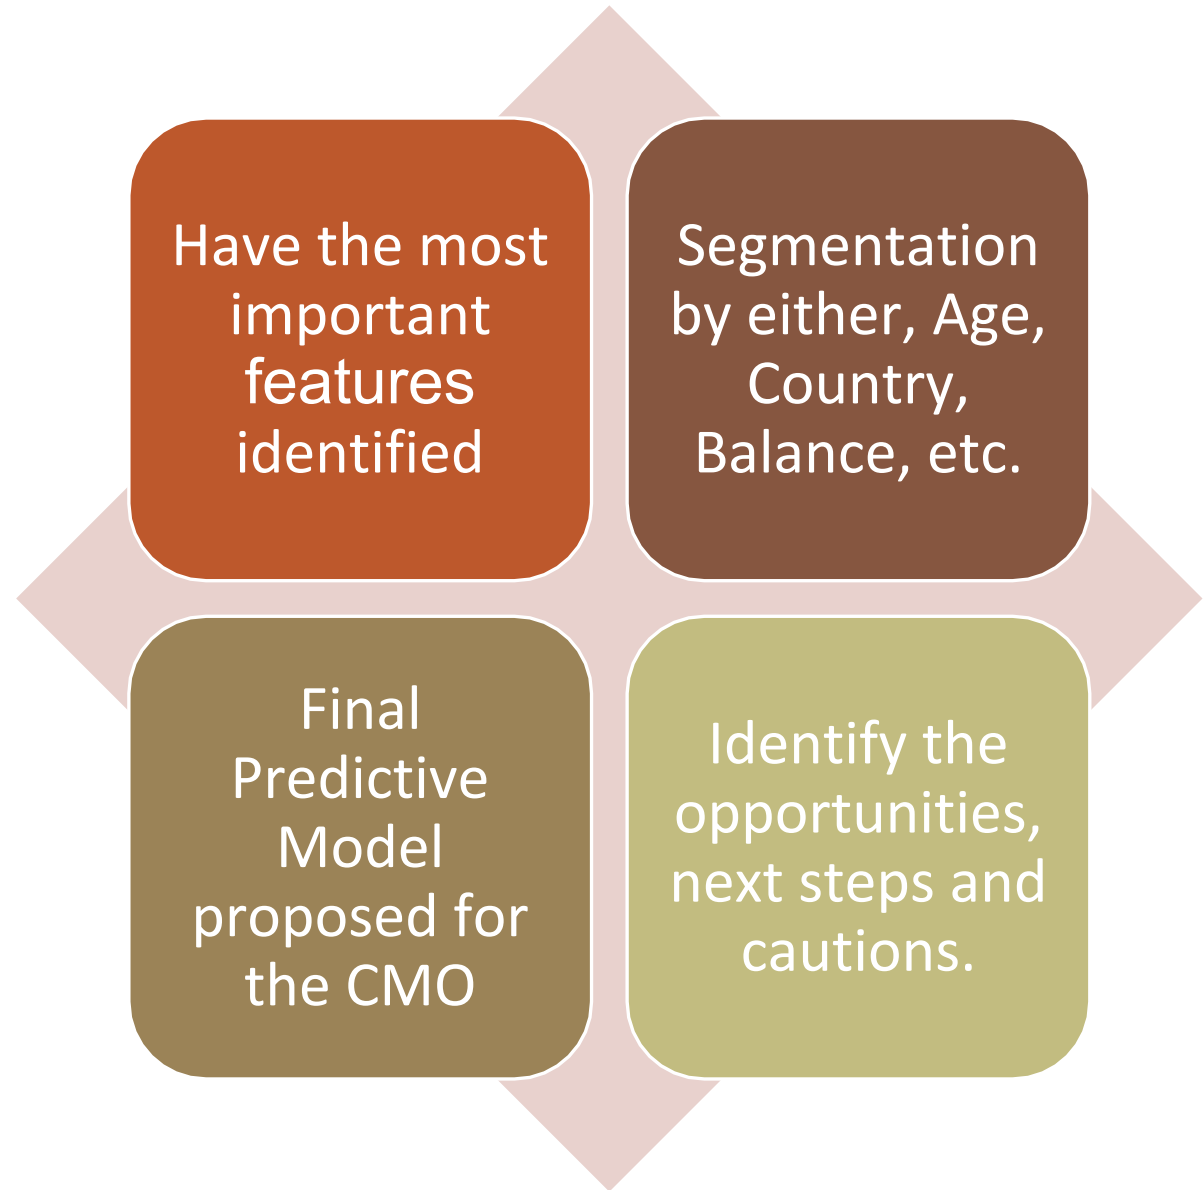 Have the most
important
features
identified
Segmentation
by either, Age,
Country,
Balance, etc.
Final
Predictive
Model
proposed for
the CMO
Identify the
opportunities,
next steps and
cautions.